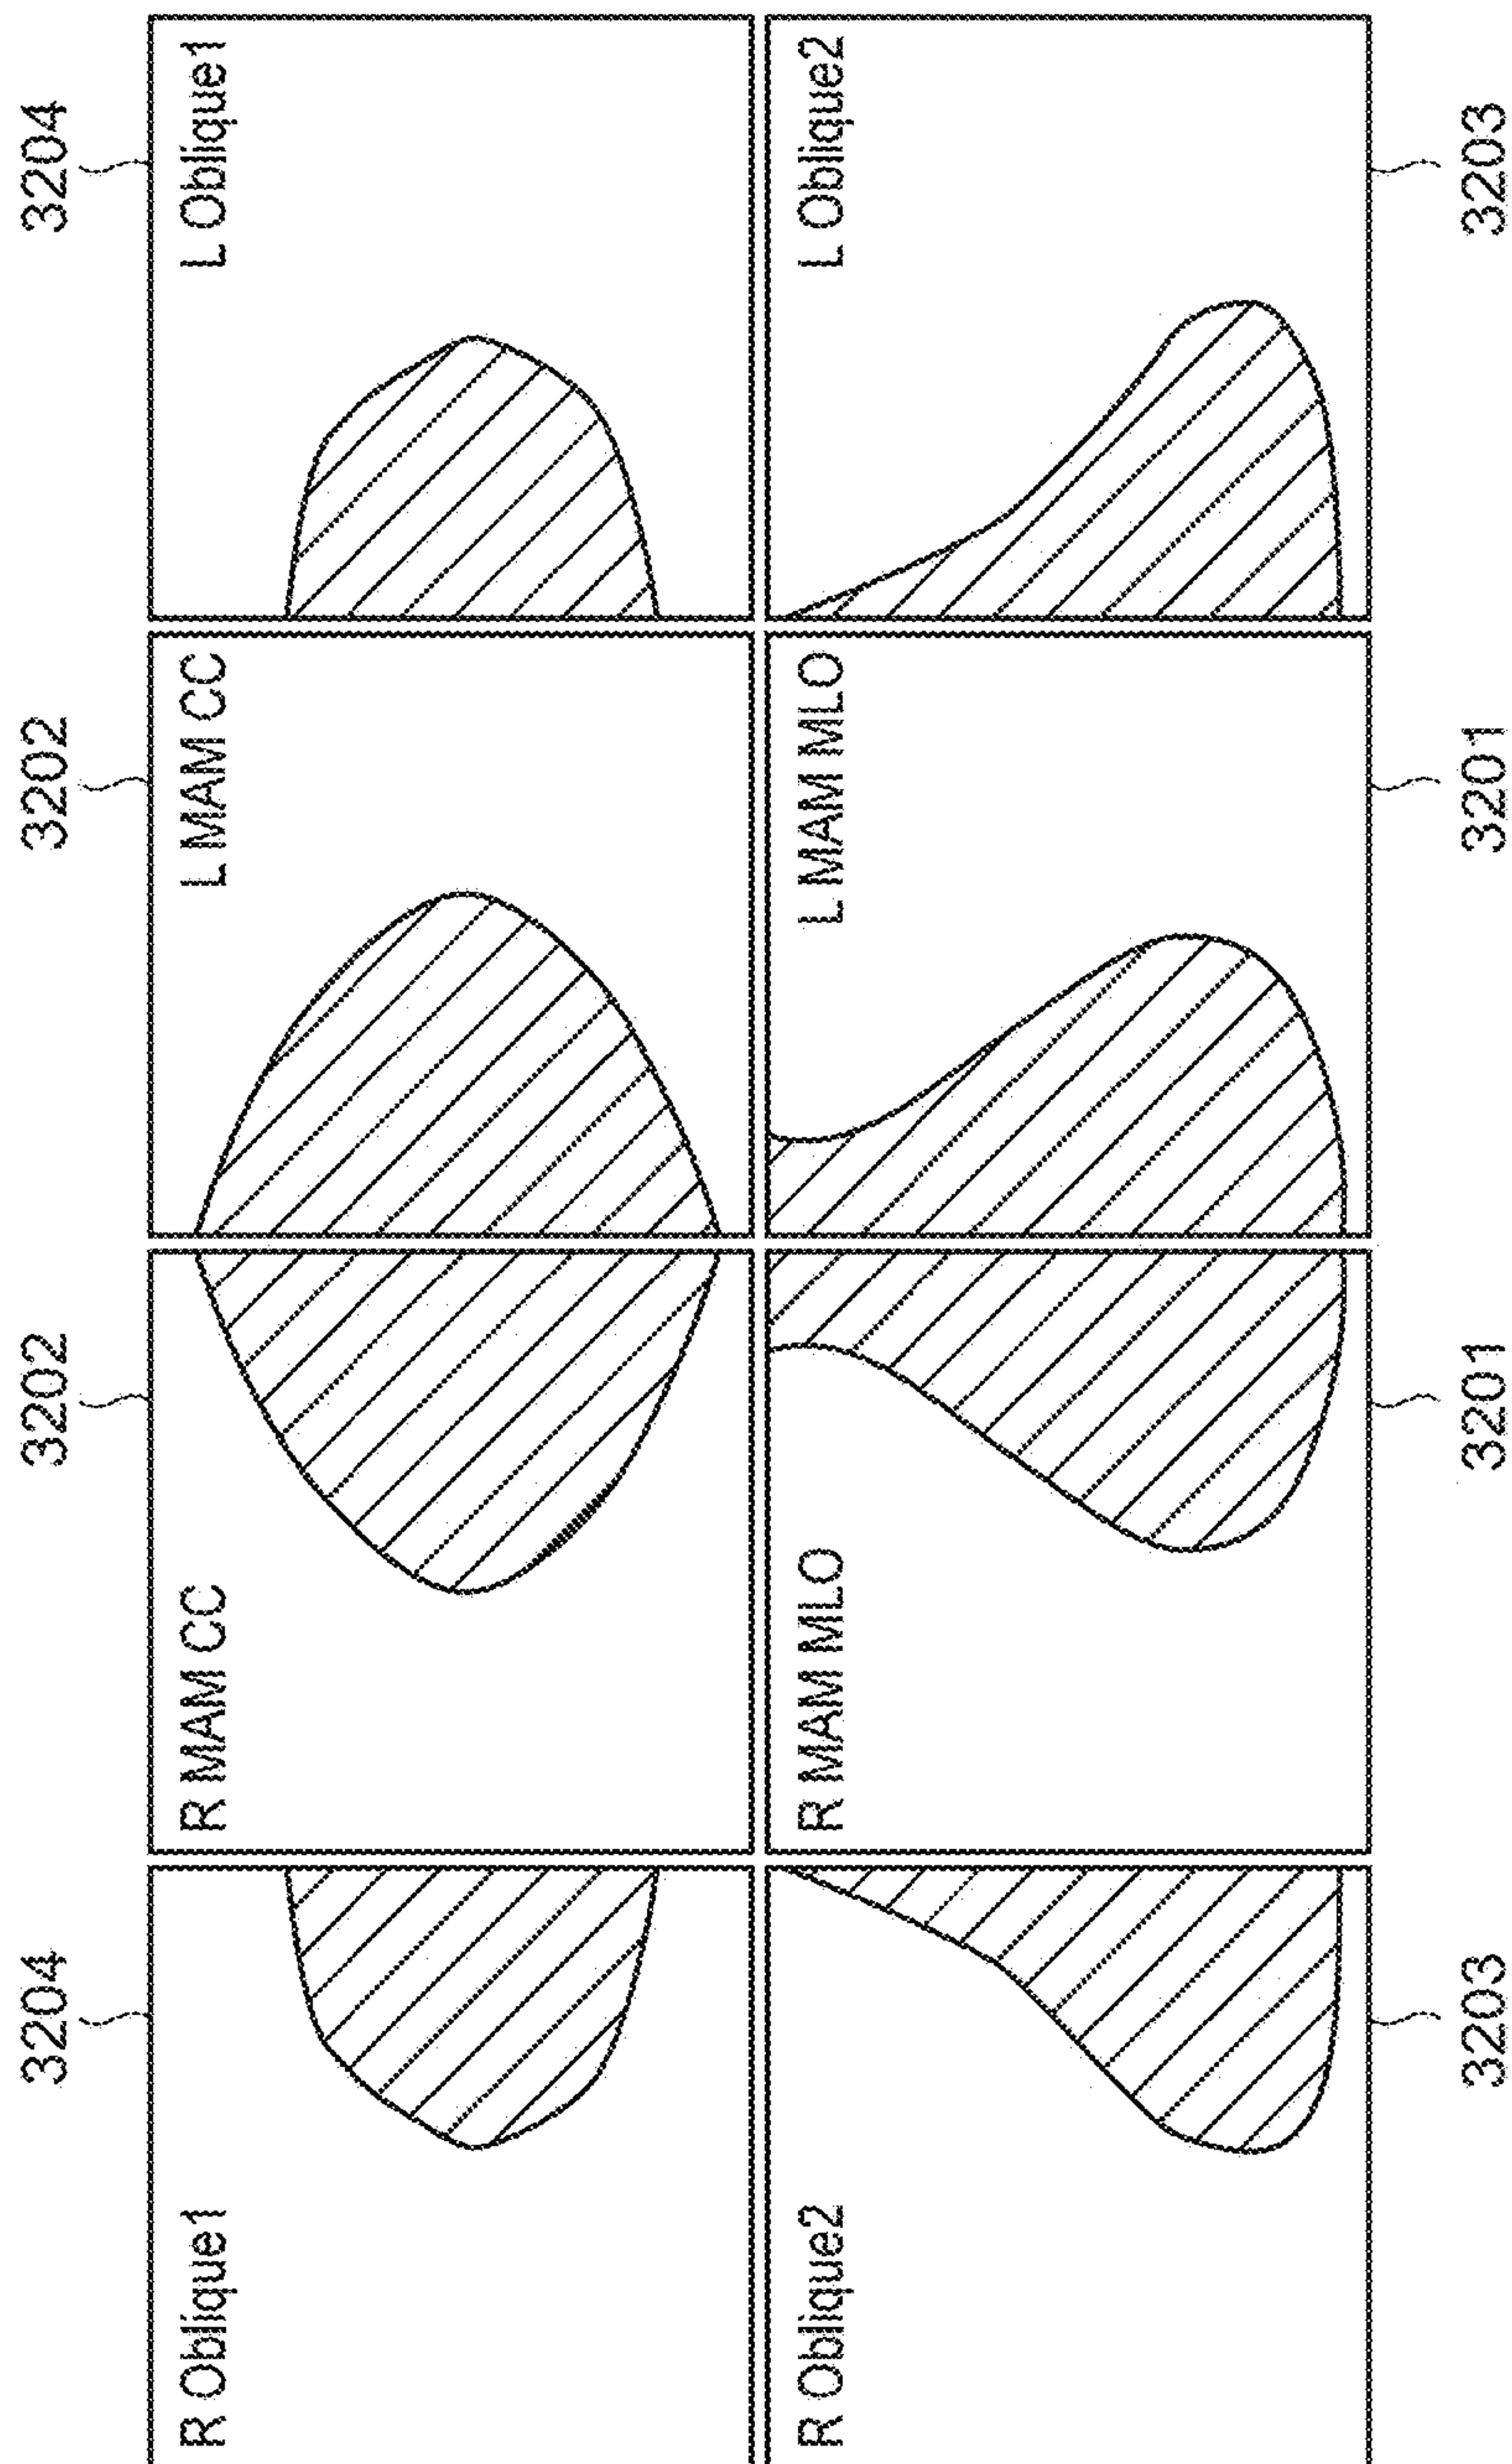 3204
3202
3202
3204
R Oblique1
R MAM CC
L MAM CC
L Oblique1
R Oblique2
R MAM MLO
L MAM MLO
L Oblique2
3203
3201
3201
3203